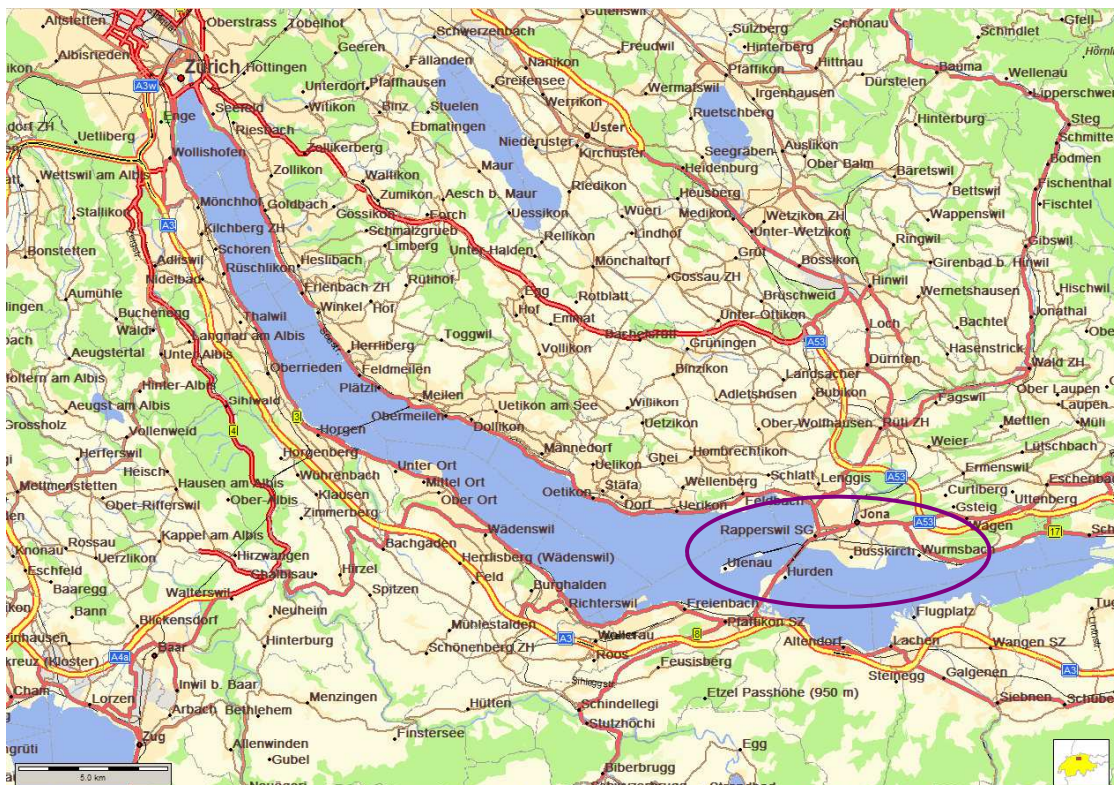 Altstetten
Oberstrass
Tobelhof
Gutenswil
Sulzberg
Schönau
Gfell
Schwerzenbach
Schmidlet
Albisrieden
Geeren
Fällanden
Freudwil
Hinterberg
Hittnau
Bauma
Zürich
Höttingen
Nänikon
Pfäffikon
Wellenau
A3w
Unterdorf
Pfaffhausen
Greifensee
Wermatswil
Irgenhausen
Dürstelen
Lipperschwen
Seefeld
Witikon
Binz
Stuelen
Werrikon
Ruetschberg
Enge
Riesbach
Ebmatingen
Uster
Hinterburg
Steg
Uetliberg
Niederuster
Auslikon
Schmitte
Zollikerberg
Maur
Kirchuster
Seegräben
Ober Balm
Bodmen
Wollishofen
Zollikon
Waltikon
Heidenburg
Bäretswil
Wettswil am Albis
Zumikon
Aesch b. Maur
Riedikon
Heusberg
Bettswil
Fischenthal
Mönchhof
Goldbach
Gössikon
Forch
Uessikon
Wüeri
Medikon
Wetzikon ZH
Wappenswil
Fischtel
Stallikon
Kilchberg ZH
Schmalzgrueb
Lindhof
Unter-Wetzikon
Ringwil
Gibswil
A3
Schoren
Limberg
Unter-Halden
Rellikon
Grüt
Bonstetten
Adliswil
Heslibach
Mönchaltorf
Bossikon
Girenbad b. Hinwil
Nidelbad
Rüschlikon
Rütihof
Gossau ZH
Hinwil
Hischwil
Aumühle
Erlenbach ZH
Egg
Rotblatt
Brüschweid
Wernetshausen
Buchenegg
Winkel
Hof
Hof
Emmat
Unter Ottikon
Bachtel
Jonathal
Thalwil
Toggwil
Loch
Langnau am Albis
Herrliberg
Vollikon
Grüningen
A53
Hasenstrick
Aeugstertal
Unter Albis
Feldmeilen
Binzikon
Landsacher
Dürnten
Wald ZH
Hinter-Albis
Oberrieden
Plätzli
Meilen
Adletshusen
Bubikon
Fägswil
Ober Laupen
Sihlwald
Uetikon am See
Willikon
Aeugst am Albis
3
Obermeilen
Laupen
Grossholz
4
Dollikon
Uetzikon
Ober-Wolfhausen
Rüti ZH
Mettlen
Müli
Vollenweid
Horgen
Männedorf
Weier
Lütschbach
Herferswil
Horgenberg
Ghei
Hombrechtikon
Heisch
Unter Ort
Uelikon
Ermenswil
Wührenbach
Schlatt
Lenggis
A53
Hausen am Albis
Mittel Ort
Wellenberg
Eschenbach
Mettmenstetten
Klausen
Ober Ort
Oetikon
Stäfa
Feldbach
Curtiberg
Ober-Rifferswil
Ober-Albis
Dorf
Uerikon
Gsteig
Uttenberg
Zimmerberg
Jona
A53
Wagen
Kappel am Albis
Wädenswil
Rapperswil SG
17
Rossau
Bachgaden
Knonau
Uerzlikon
Hirzwangen
Herrlisberg (Wädenswil)
Busskirch
Wurmsbach
Eschfeld
Hirzel
Feld
Ufenau
Baaregg
Spitzen
Burghalden
Hurden
Walterswil
Bann
Neuheim
Richterswil
Freienbach
Flugplatz
Blickensdorf
Mühlestalden
Pfäffikon SZ
Hinterburg
A3
8
Altendorf
Lachen
Wangen SZ
A4a
Baar
Schönenberg ZH
Roos
A3
Feusisberg
Steinegg
Galgenen
Cham
Inwil b. Baar
Lorzen
Menzingen
Etzel Passhöhe (950 m)
Siebnen
Arbach
Bethlehem
Hütten
Schindellegi
Stutzhöchi
Zug
Allenwinden
Finstersee
Egg
Gubel
Biberbrugg
5.0 km